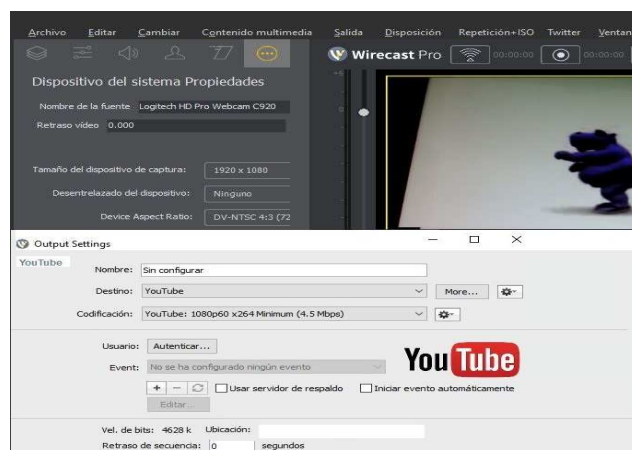 Archivo Editar Cambiar Contenido multimedia Salida Disposición Repetición+ISO Twitter Ventan
Wirecast Pro 00:00:00 00:00:00
Dispositivo del sistema Propiedades
Nombre de la fuente Logitech HD Pro Webcam C920
Retraso vídeo 0.000
Tamaño del dispositivo de captura: 1920 x 1080
Desentrelazado del dispositivo: Ninguno
Device Aspect Ratio: DV-NTSC 4:3 (72
Output Settings
YouTube
Nombre: Sin configurar
Destino: YouTube More...
Codificación: YouTube: 1080p60 x264 Minimum (4.5 Mbps)
Usuario: Autenticar...
Event: No se ha configurado ningún evento
YouTube
Usar servidor de respaldo Iniciar evento automáticamente
Editar...
Vel. de bits: 4628 k Ubicación:
Retraso de secuencia: 0 segundos